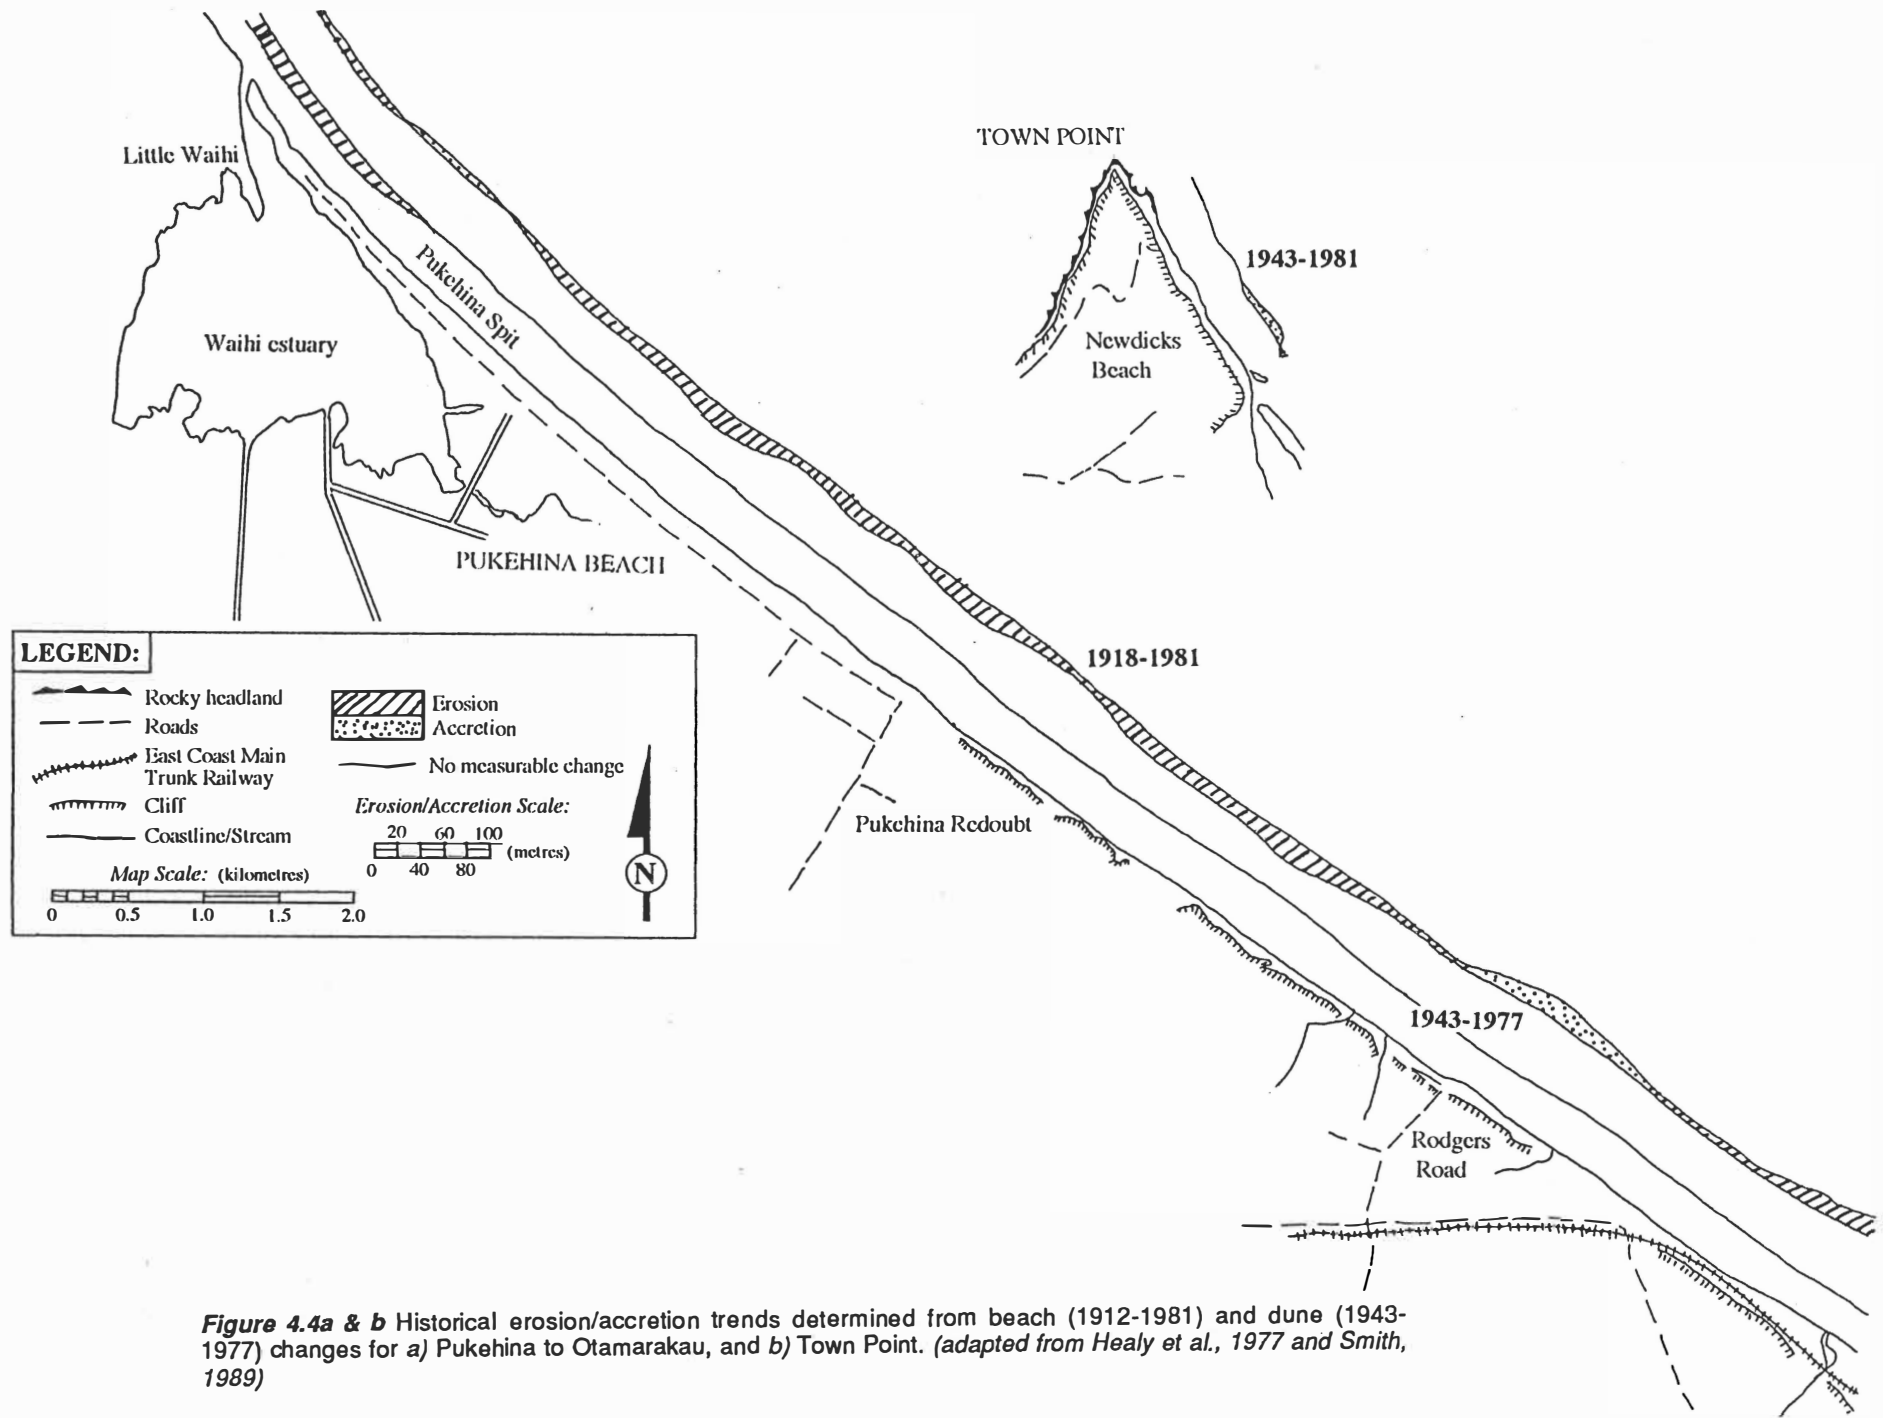 TOWN POINT
Little Waihi
1943-1981
Pukehina Spit
Waihi estuary
Newdicks
Beach
PUKEHINA BEACH
1918-1981
LEGEND:
Rocky headland
Roads
East Coast Main
Trunk Railway
Cliff
Coastline/Stream
Erosion
Accretion
No measurable change
Erosion/Accretion Scale:
20 60 100
(metres)
0 40 80
Map Scale: (kilometres)
0 0.5 1.0 1.5 2.0
N
Pukehina Redoubt
1943-1977
Rodgers
Road
Figure 4.4a & b Historical erosion/accretion trends determined from beach (1912-1981) and dune (1943-
1977) changes for a) Pukehina to Otamarakau, and b) Town Point. (adapted from Healy et al., 1977 and Smith,
1989)